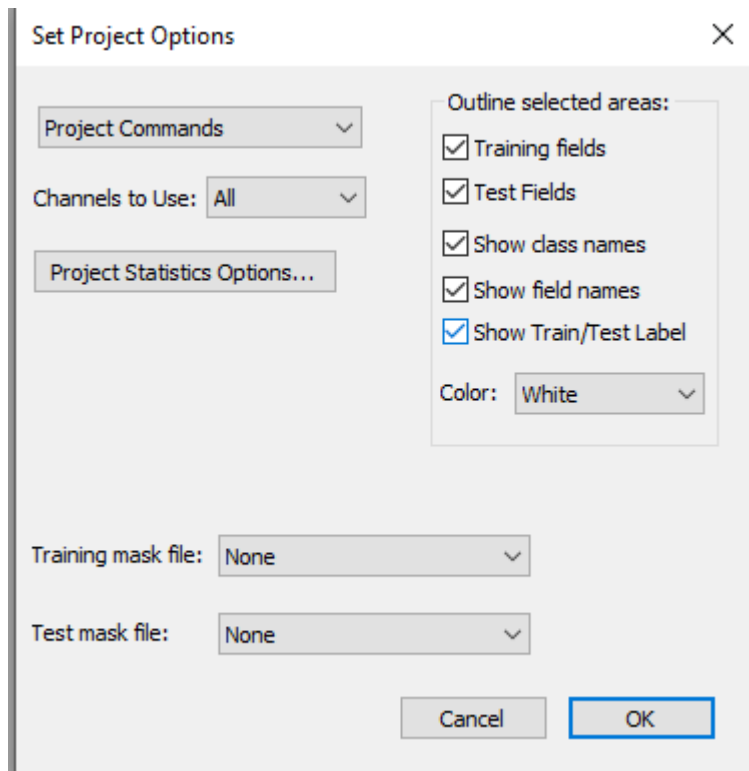 Set Project Options
Project Commands
Channels to Use: All
Project Statistics Options...
Outline selected areas:
Training fields
Test Fields
Show class names
Show field names
Show Train/Test Label
Color: White
Training mask file: None
Test mask file: None
Cancel OK